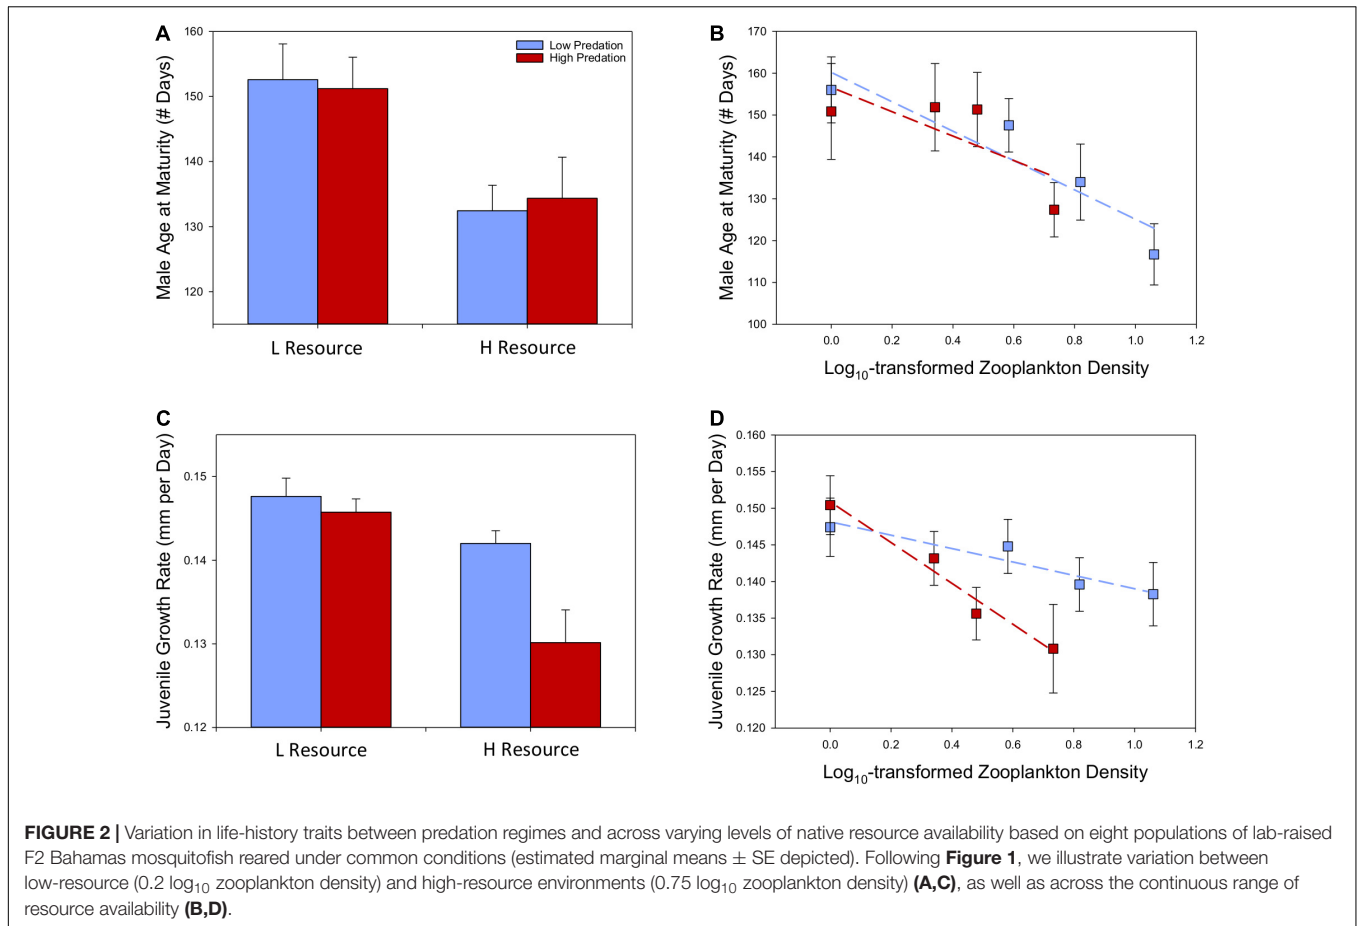 A
160
150
140
130
120
Male Age at Maturity (# Days)
Low Predation
High Predation
L Resource
H Resource
B
170
160
150
140
130
120
110
100
Male Age at Maturity (# Days)
0.0 0.2 0.4 0.6 0.8 1.0 1.2
Log10-transformed Zooplankton Density
C
0.15
0.14
0.13
0.12
Juvenile Growth Rate (mm per Day)
L Resource
H Resource
D
0.160
0.155
0.150
0.145
0.140
0.135
0.130
0.125
0.120
Juvenile Growth Rate (mm per Day)
0.0 0.2 0.4 0.6 0.8 1.0 1.2
Log10-transformed Zooplankton Density
FIGURE 2 | Variation in life-history traits between predation regimes and across varying levels of native resource availability based on eight populations of lab-raised
F2 Bahamas mosquitofish reared under common conditions (estimated marginal means ± SE depicted). Following Figure 1, we illustrate variation between
low-resource (0.2 log10 zooplankton density) and high-resource environments (0.75 log10 zooplankton density) (A,C), as well as across the continuous range of
resource availability (B,D).